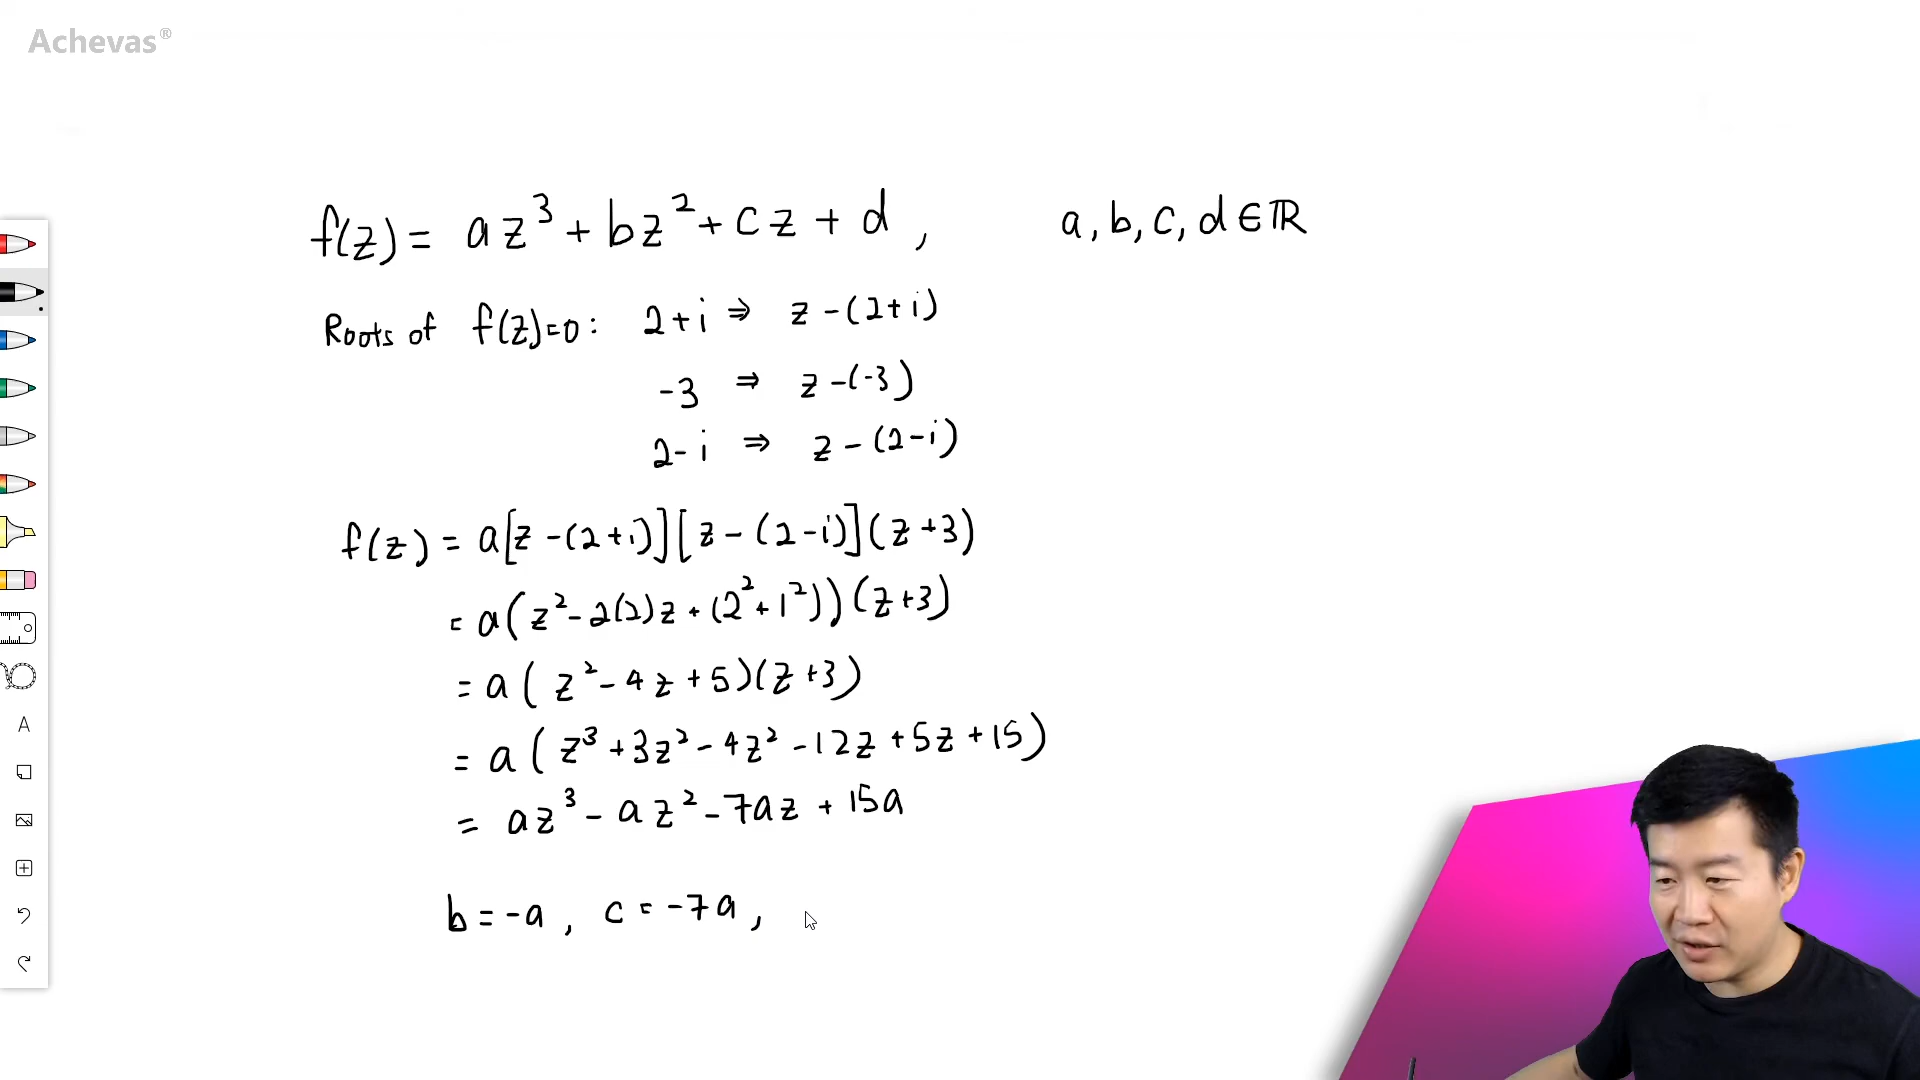 Achevas®
f(z) = az³ + bz² + cz + d , a, b, c, d ∈ ℝ
Roots of f(z)=0 : 2+i ⇒ z-(2+i)
-3 ⇒ z-(-3)
2-i ⇒ z-(2-i)
f(z) = a[z-(2+i)][z-(2-i)](z+3)
= a(z²-2(2)z+(2²+1²))(z+3)
= a(z²-4z+5)(z+3)
= a(z³+3z²-4z²-12z+5z+15)
= az³-az²-7az+15a
b=-a , c=-7a ,
A